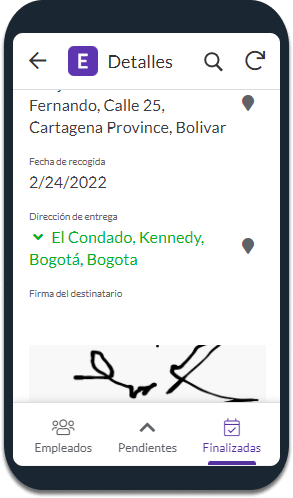 E Detalles
Fernando, Calle 25,
Cartagena Province, Bolivar
Fecha de recogida
2/24/2022
Dirección de entrega
El Condado, Kennedy,
Bogotá, Bogota
Firma del destinatario
Empleados Pendientes Finalizadas